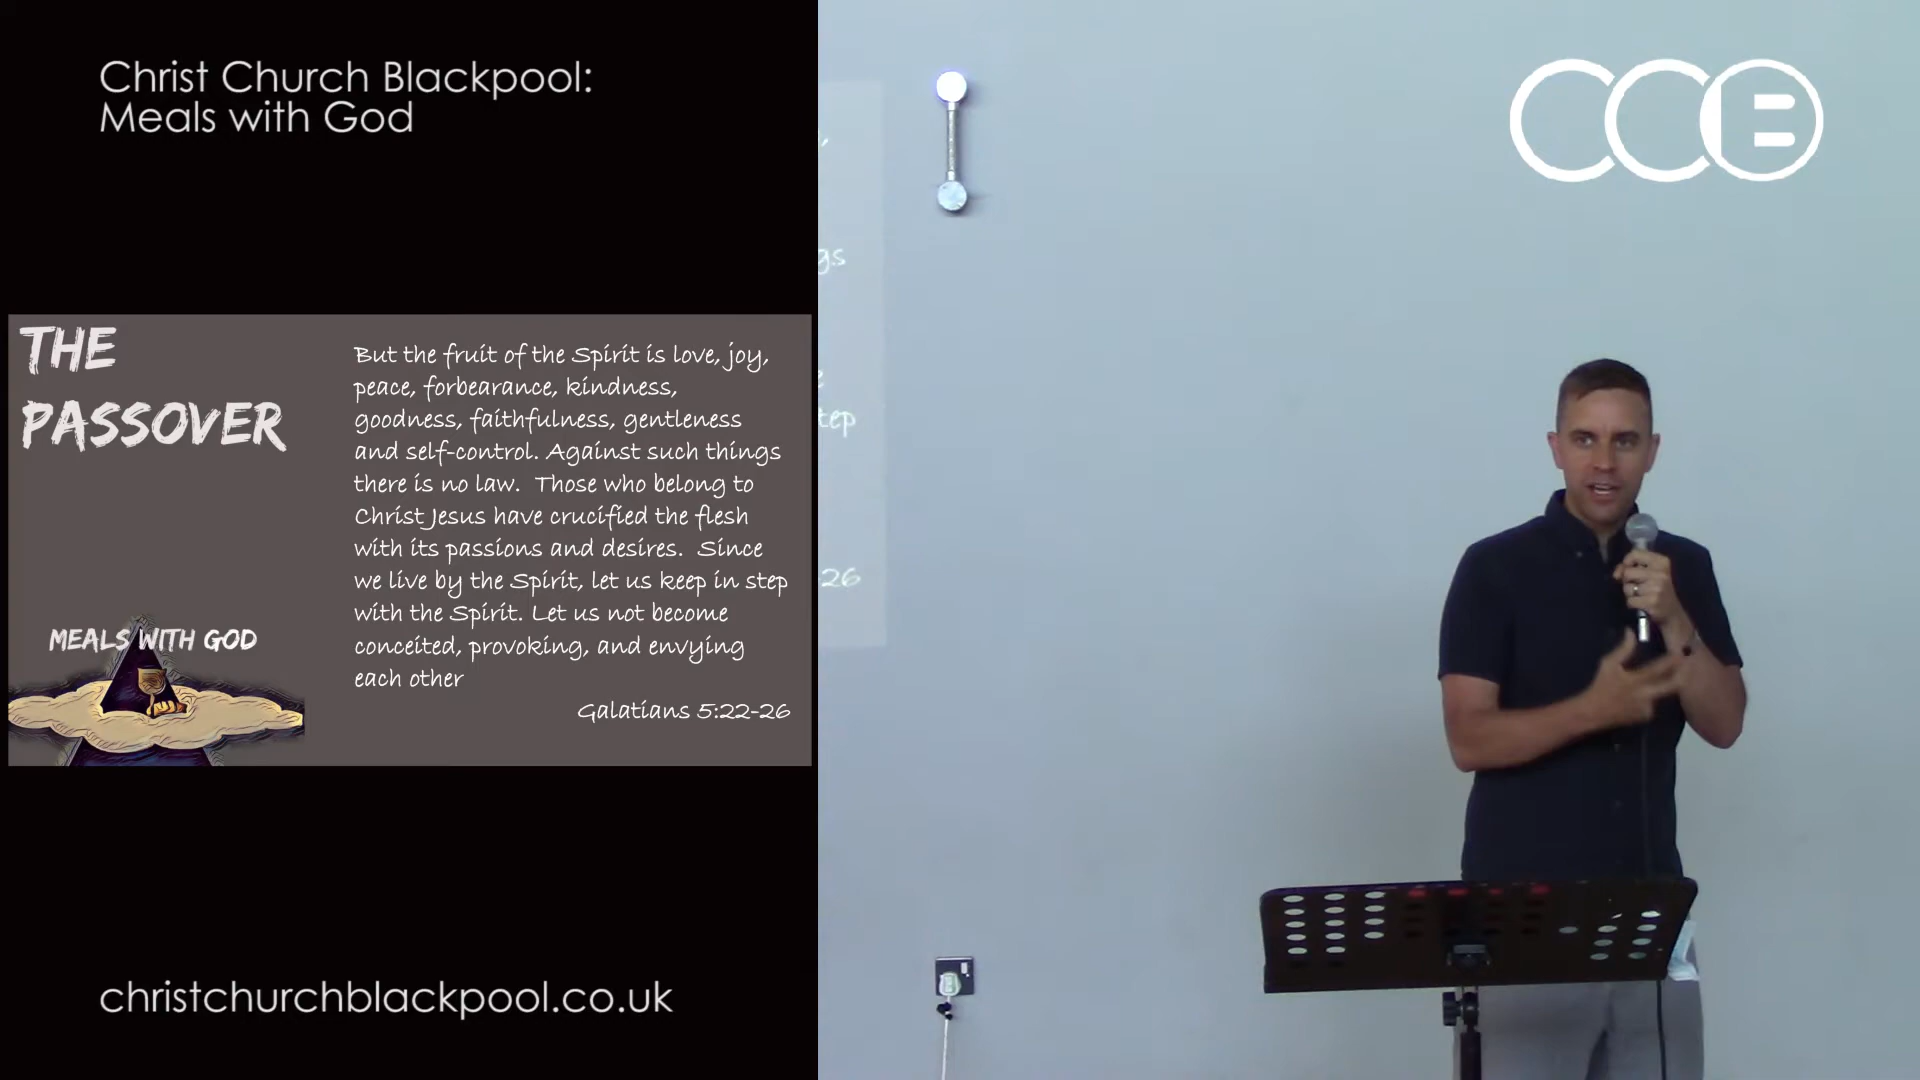 Christ Church Blackpool:
Meals with God
THE
PASSOVER
MEALS WITH GOD
But the fruit of the Spirit is love, joy,
peace, forbearance, kindness,
goodness, faithfulness, gentleness
and self-control. Against such things
there is no law. Those who belong to
Christ Jesus have crucified the flesh
with its passions and desires. Since
we live by the Spirit, let us keep in step
with the Spirit. Let us not become
conceited, provoking, and envying
each other
Galatians 5:22-26
christchurchblackpool.co.uk
gs
tep
26
CCB